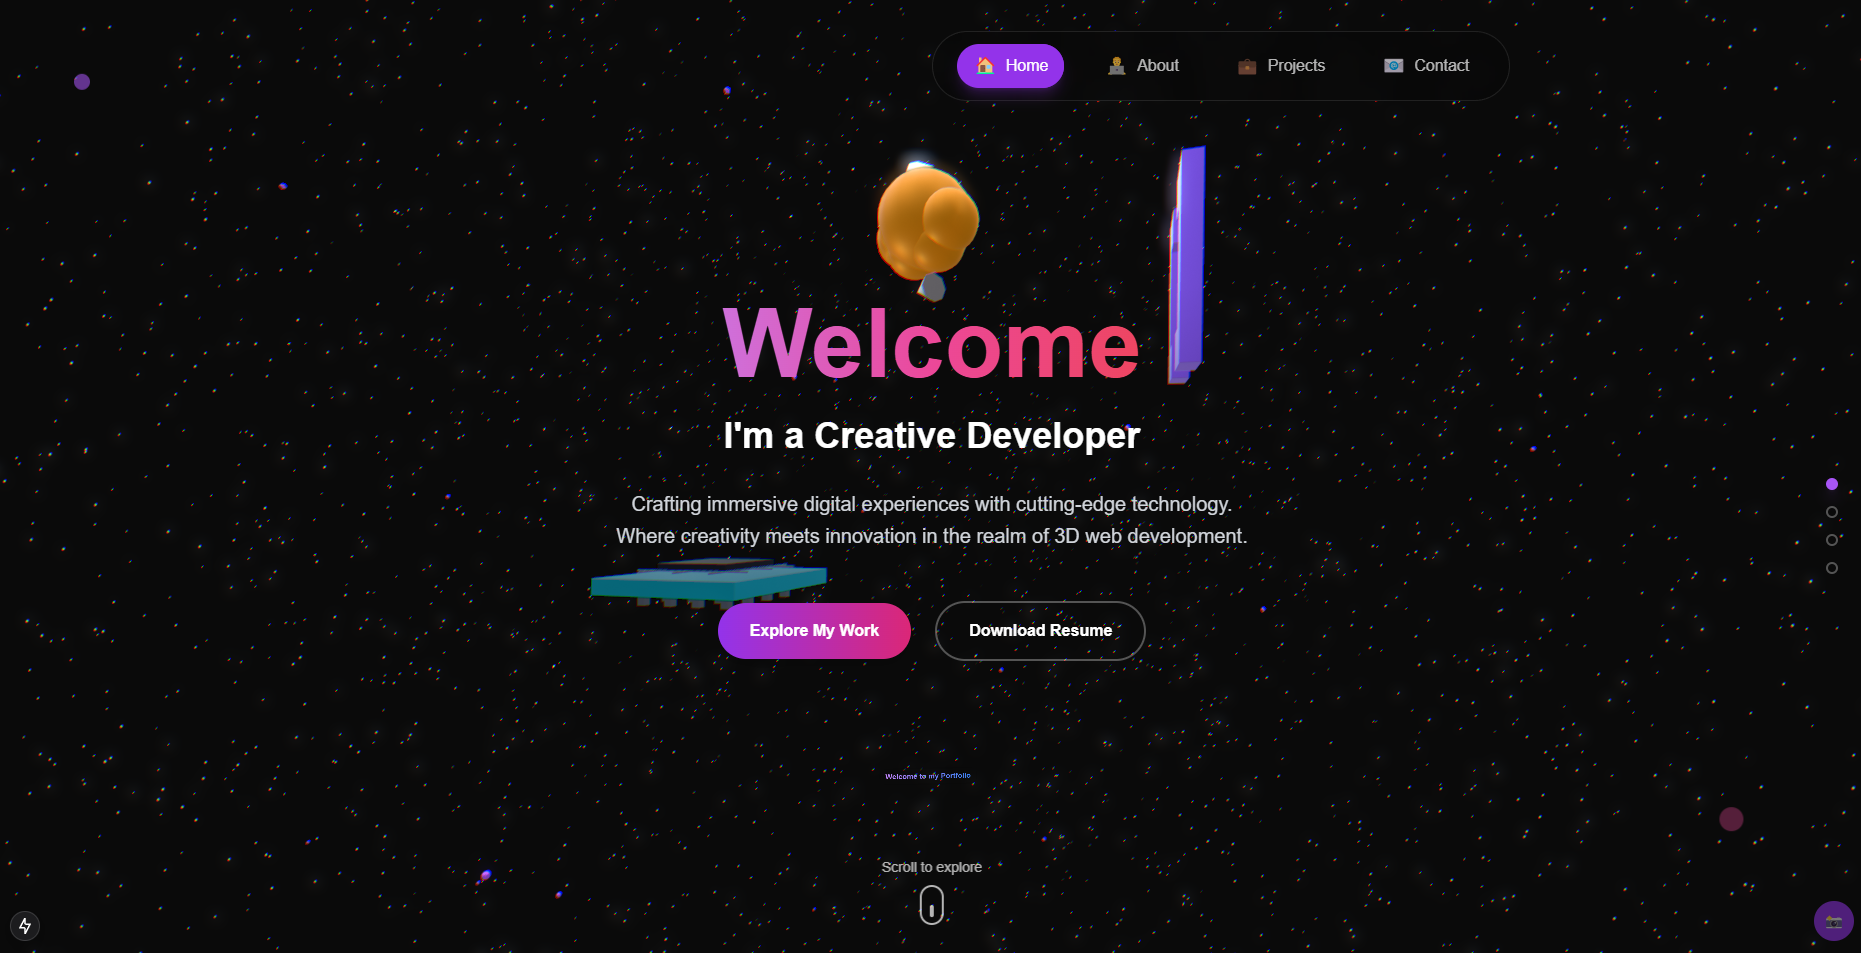 Home
About
Projects
Contact
Welcome
I'm a Creative Developer
Crafting immersive digital experiences with cutting-edge technology.
Where creativity meets innovation in the realm of 3D web development.
Explore My Work
Download Resume
Welcome to my Portfolio
Scroll to explore